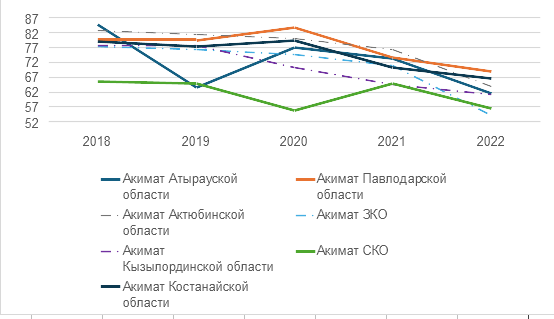 87
82
77
72
67
62
57
52
2018 2019 2020 2021 2022
Акимат Атырауской области
Акимат Павлодарской области
Акимат Актюбинской области
Акимат ЗКО
Акимат Кызылординской области
Акимат СКО
Акимат Костанайской области